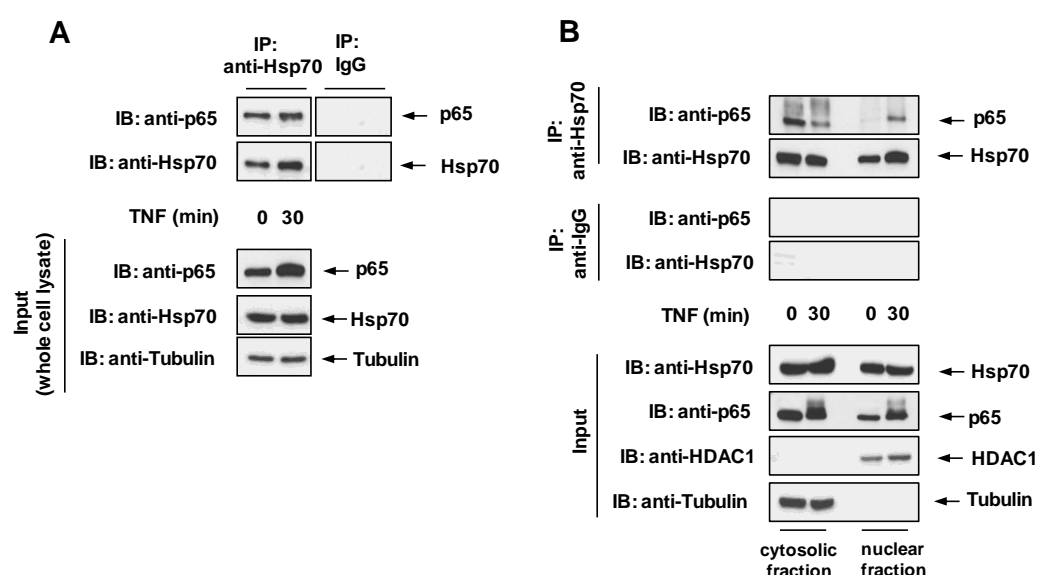 A
IP:
anti-Hsp70
IP:
IgG
IB: anti-p65
p65
IB: anti-Hsp70
Hsp70
TNF (min)
0 30
Input
(whole cell lysate)
IB: anti-p65
p65
IB: anti-Hsp70
Hsp70
IB: anti-Tubulin
Tubulin
B
IP:
anti-Hsp70
IB: anti-p65
p65
IB: anti-Hsp70
Hsp70
IP:
anti-IgG
IB: anti-p65
IB: anti-Hsp70
TNF (min)
0 30 0 30
Input
IB: anti-Hsp70
Hsp70
IB: anti-p65
p65
IB: anti-HDAC1
HDAC1
IB: anti-Tubulin
Tubulin
cytosolic
fraction
nuclear
fraction